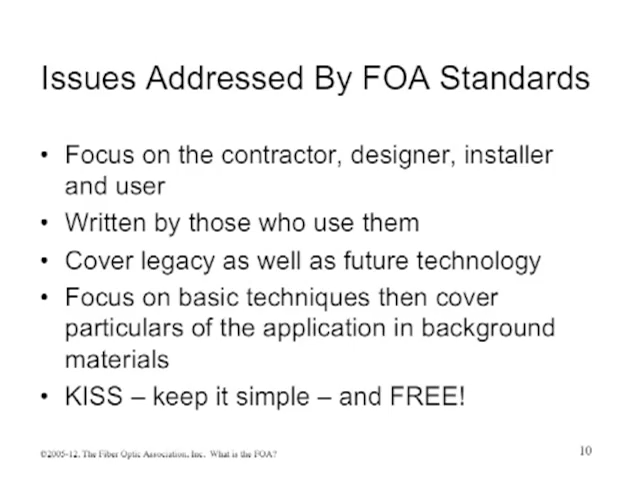 Issues Addressed By FOA Standards
• Focus on the contractor, designer, installer
and user
• Written by those who use them
• Cover legacy as well as future technology
• Focus on basic techniques then cover
particulars of the application in background
materials
• KISS – keep it simple – and FREE!
©2005-12, The Fiber Optic Association, Inc. What is the FOA?
10